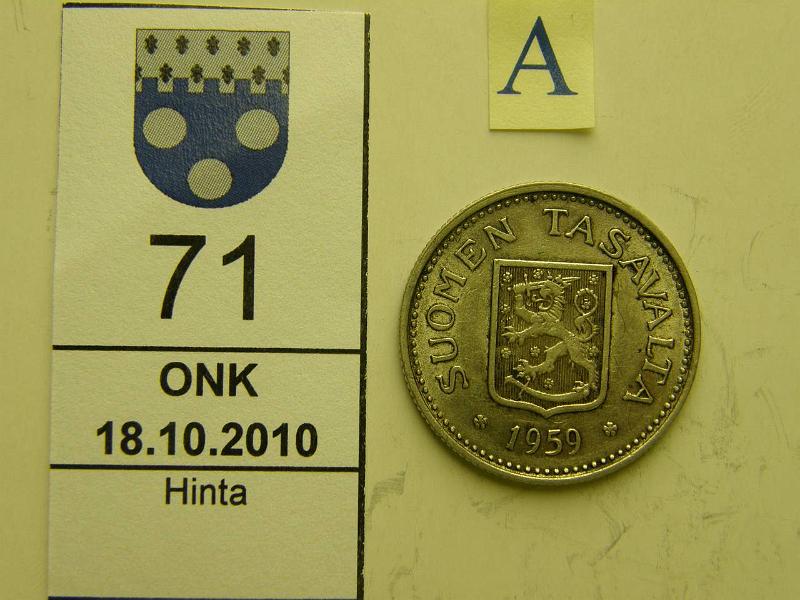 71
ONK
18.10.2010
Hinta
A
SUOMEN TASAVALTA
1959